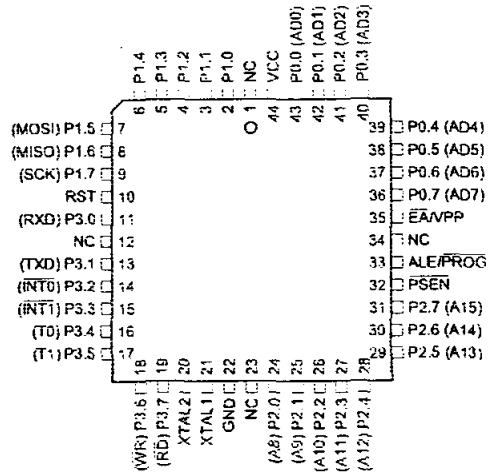 P1.4
P1.3
P1.2
P1.1
P1.0
NC
VCC
P0.0 (AD0)
P0.1 (AD1)
P0.2 (AD2)
P0.3 (AD3)
6
5
4
3
2
1
44
43
42
41
40
(MOSI) P1.5 7
(MISO) P1.6 8
(SCK) P1.7 9
RST 10
(RXD) P3.0 11
NC 12
(TXD) P3.1 13
(INT0) P3.2 14
(INT1) P3.3 15
(T0) P3.4 16
(T1) P3.5 17
39 P0.4 (AD4)
38 P0.5 (AD5)
37 P0.6 (AD6)
36 P0.7 (AD7)
35 EA/VPP
34 NC
33 ALE/PROG
32 PSEN
31 P2.7 (A15)
30 P2.6 (A14)
29 P2.5 (A13)
18
19
20
21
22
23
24
25
26
27
28
(WR) P3.6
(RD) P3.7
XTAL2
XTAL1
GND
NC
(A8) P2.0
(A9) P2.1
(A10) P2.2
(A11) P2.3
(A12) P2.4